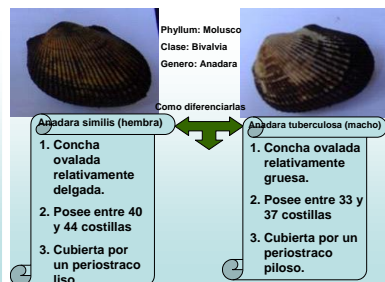 Phyllum: Molusco
Clase: Bivalvia
Genero: Anadara
Como diferenciarlas
Anadara similis (hembra)
1. Concha
ovalada
relativamente
delgada.
2. Posee entre 40
y 44 costillas
3. Cubierta por
un periostraco
liso
Anadara tuberculosa (macho)
1. Concha ovalada
relativamente
gruesa.
2. Posee entre 33 y
37 costillas
3. Cubierta por un
periostraco
piloso.